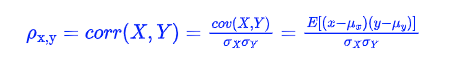 ρx,y = corr(X, Y) = cov(X,Y) / σXσY = E[(x−μx)(y−μy)] / σXσY